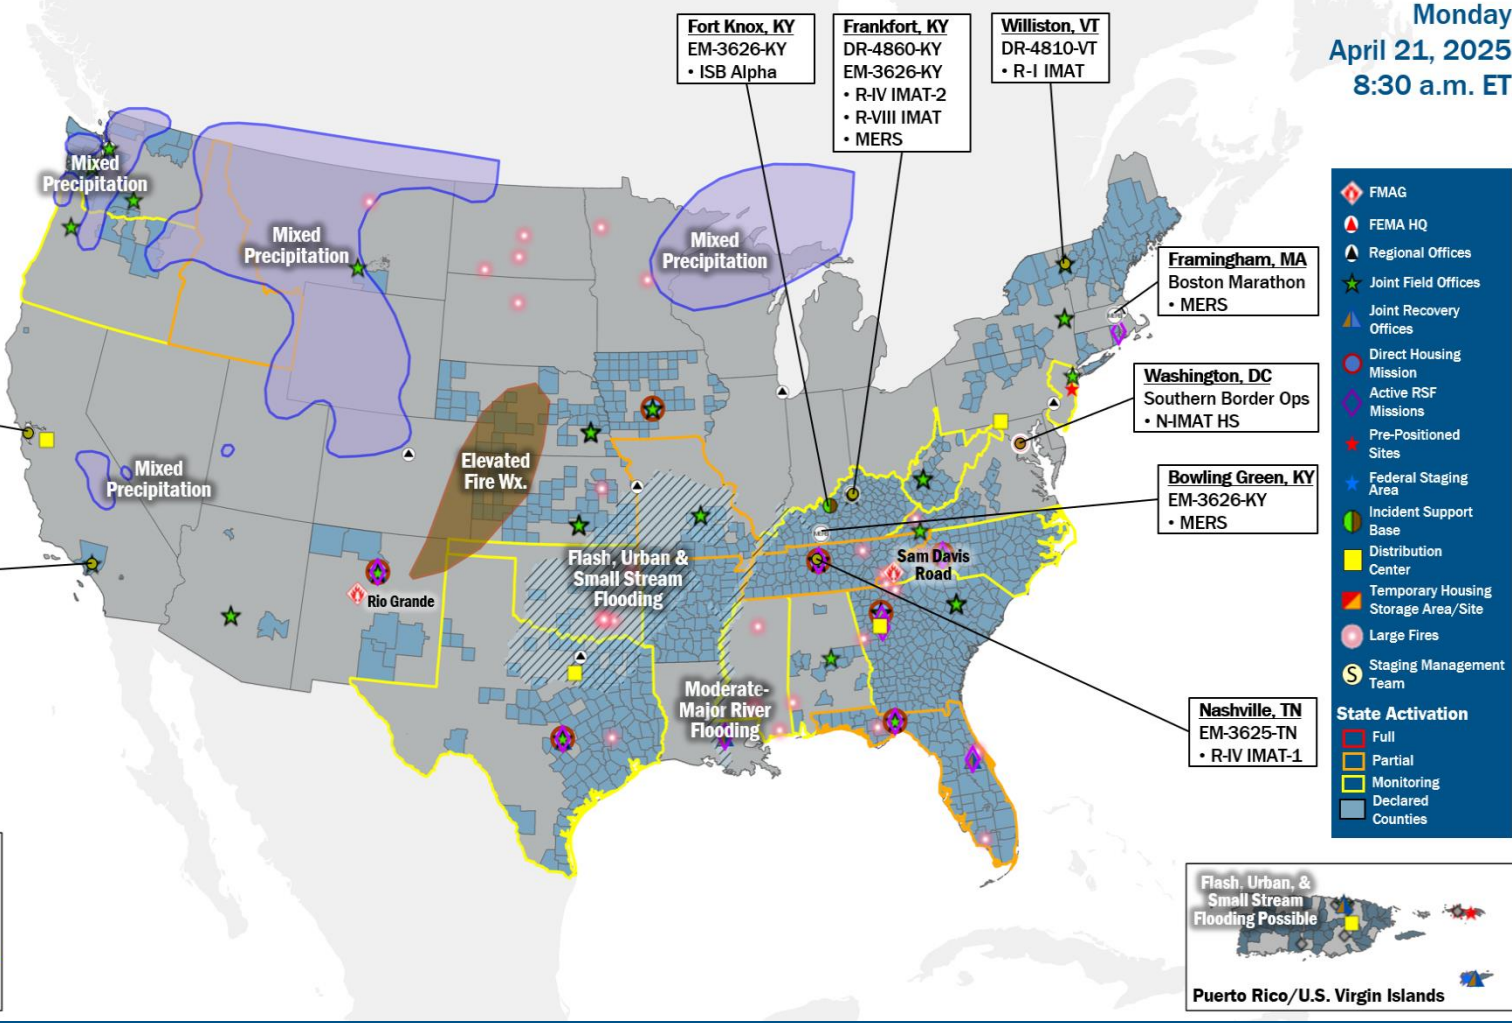 Monday
April 21, 2025
8:30 a.m. ET
Fort Knox, KY
EM-3626-KY
• ISB Alpha
Frankfort, KY
DR-4860-KY
EM-3626-KY
• R-IV IMAT-2
• R-VIII IMAT
• MERS
Williston, VT
DR-4810-VT
• R-I IMAT
Mixed
Precipitation
Mixed
Precipitation
Mixed
Precipitation
Mixed
Precipitation
Framingham, MA
Boston Marathon
• MERS
MERS
Washington, DC
Southern Border Ops
• N-IMAT HS
Elevated
Fire Wx.
Bowling Green, KY
EM-3626-KY
• MERS
MERS
Flash, Urban &
Small Stream
Flooding
Sam Davis
Road
Rio Grande
Moderate-
Major River
Flooding
Nashville, TN
EM-3625-TN
• R-IV IMAT-1
FMAG
FEMA HQ
Regional Offices
Joint Field Offices
Joint Recovery
Offices
Direct Housing
Mission
Active RSF
Missions
Pre-Positioned
Sites
Federal Staging
Area
Incident Support
Base
Distribution
Center
Temporary Housing
Storage Area/Site
Large Fires
S
Staging Management
Team
State Activation
Full
Partial
Monitoring
Declared
Counties
Flash, Urban, &
Small Stream
Flooding Possible
Puerto Rico/U.S. Virgin Islands